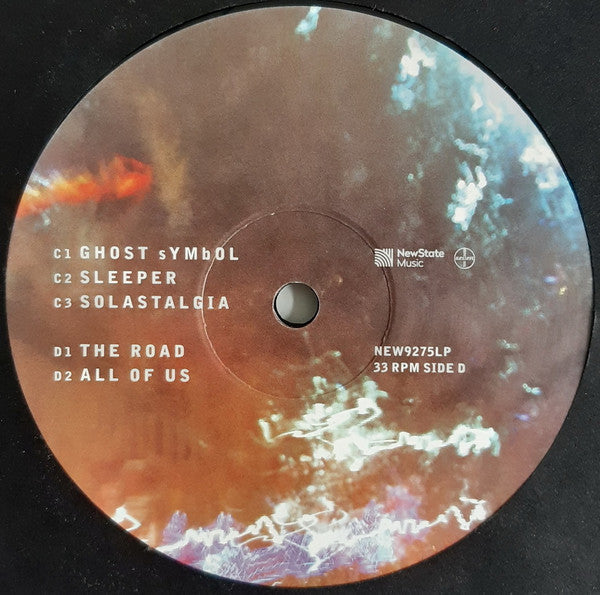 C1 GHOST sYMbOL
C2 SLEEPER
C3 SOLASTALGIA
D1 THE ROAD
D2 ALL OF US
NewState
Music
NEW9275LP
33 RPM SIDE D